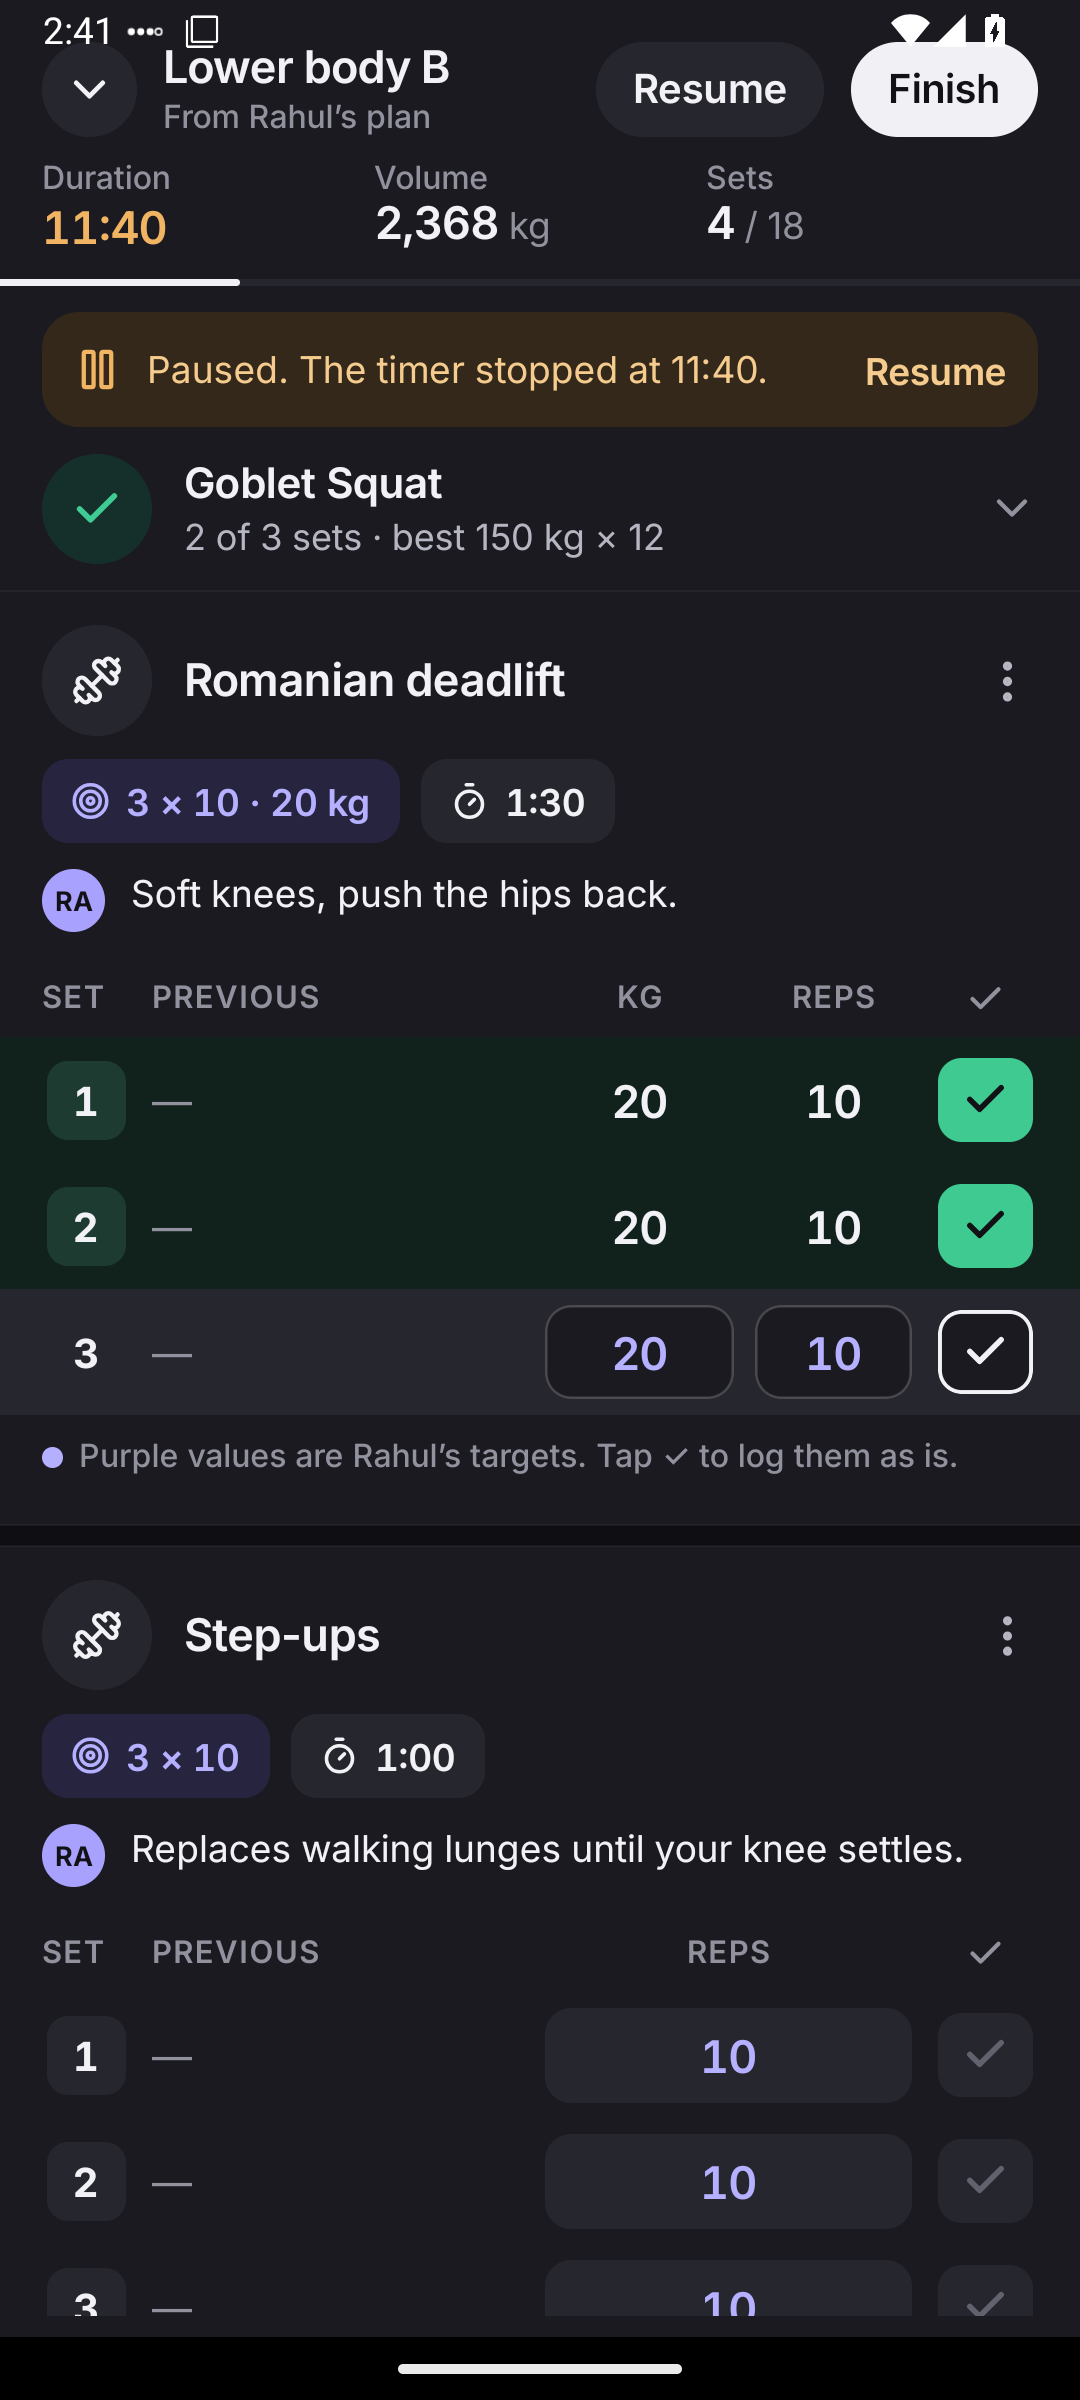 2:41
Lower body B
From Rahul's plan
Resume
Finish
Duration
Volume
Sets
11:40
2,368 kg
4 / 18
Paused. The timer stopped at 11:40.
Resume
Goblet Squat
2 of 3 sets · best 150 kg × 12
Romanian deadlift
3 × 10 · 20 kg
1:30
RA
Soft knees, push the hips back.
SET PREVIOUS KG REPS ✓
1 — 20 10 ✓
2 — 20 10 ✓
3 — 20 10 ✓
Purple values are Rahul's targets. Tap ✓ to log them as is.
Step-ups
3 × 10
1:00
RA
Replaces walking lunges until your knee settles.
SET PREVIOUS REPS ✓
1 — 10 ✓
2 — 10 ✓
3 — 10 ✓